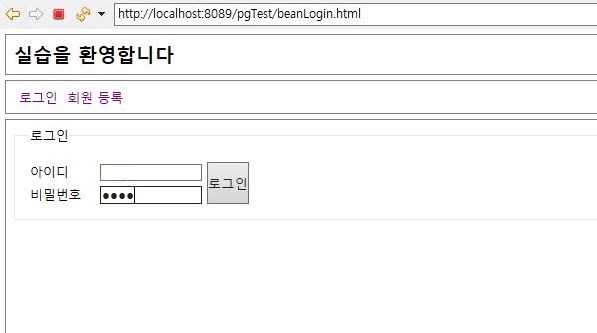 http://localhost:8089/pgTest/beanLogin.html
실습을 환영합니다
로그인 회원 등록
로그인
아이디
로그인
비밀번호 ●●●●